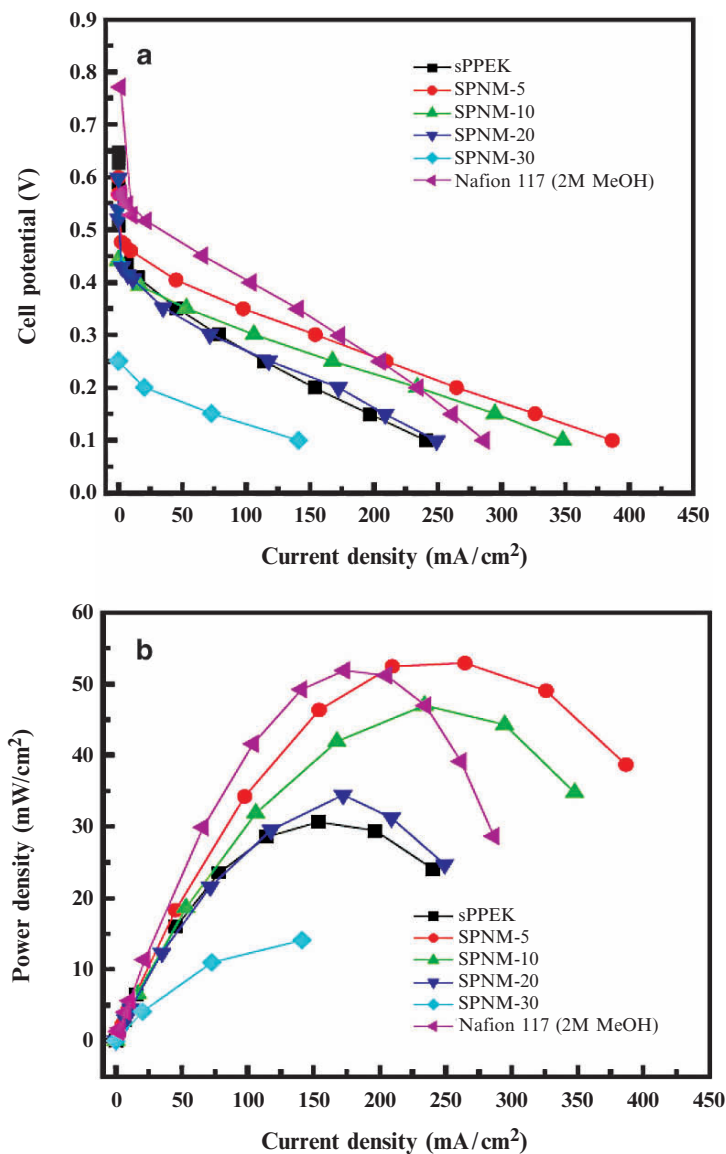 a
0.9
0.8
0.7
0.6
0.5
0.4
0.3
0.2
0.1
0.0
Cell potential (V)
sPPEK
SPNM-5
SPNM-10
SPNM-20
SPNM-30
Nafion 117 (2M MeOH)
0 50 100 150 200 250 300 350 400 450
Current density (mA/cm²)
b
60
50
40
30
20
10
0
Power density (mW/cm²)
sPPEK
SPNM-5
SPNM-10
SPNM-20
SPNM-30
Nafion 117 (2M MeOH)
0 50 100 150 200 250 300 350 400 450
Current density (mA/cm²)